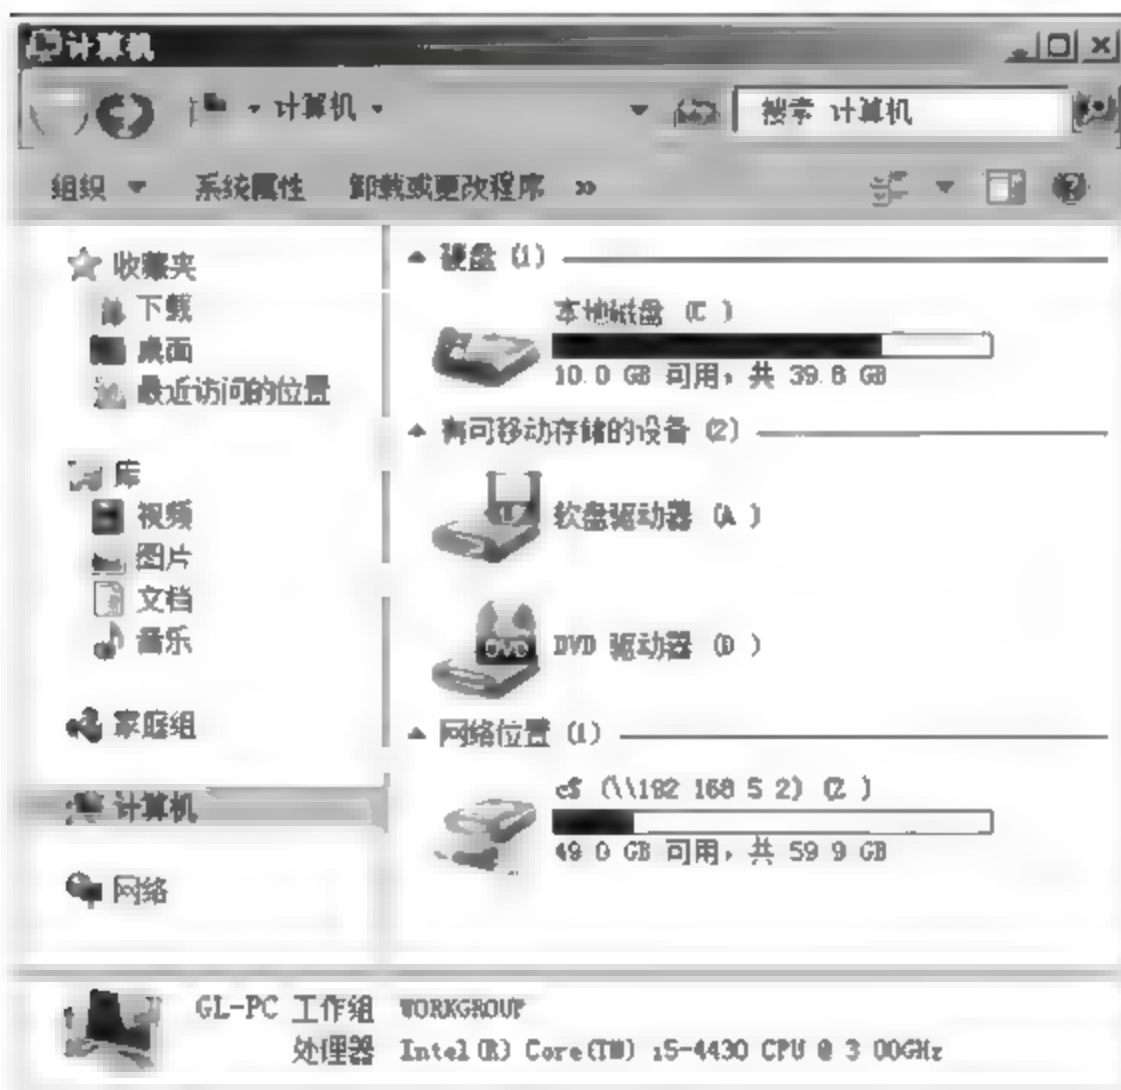 计算机
计算机
搜索 计算机
组织 系统属性 卸载或更改程序 »
收藏夹
下载
桌面
最近访问的位置
库
视频
图片
文档
音乐
家庭组
计算机
网络
硬盘 (1)
本地磁盘 (C )
10.0 GB 可用, 共 39.8 GB
有可移动存储的设备 (2)
软盘驱动器 (A )
DVD
DVD 驱动器 (D )
网络位置 (1)
c$ (\\192 168 5 2) (Z )
49 0 GB 可用, 共 59 9 GB
GL-PC 工作组 WORKGROUP
处理器 Intel(R) Core(TM) i5-4430 CPU @ 3 00GHz